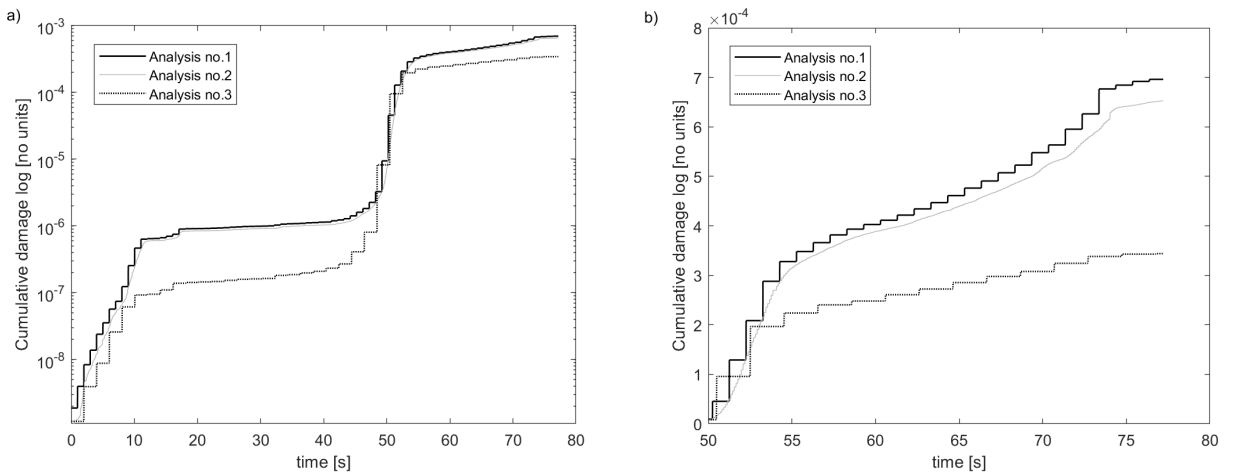 a)
Cumulative damage log [no units]
10^-3
10^-4
10^-5
10^-6
10^-7
10^-8
Analysis no.1
Analysis no.2
Analysis no.3
0 10 20 30 40 50 60 70 80
time [s]
b)
×10^-4
Cumulative damage log [no units]
8
7
6
5
4
3
2
1
0
Analysis no.1
Analysis no.2
Analysis no.3
50 55 60 65 70 75 80
time [s]